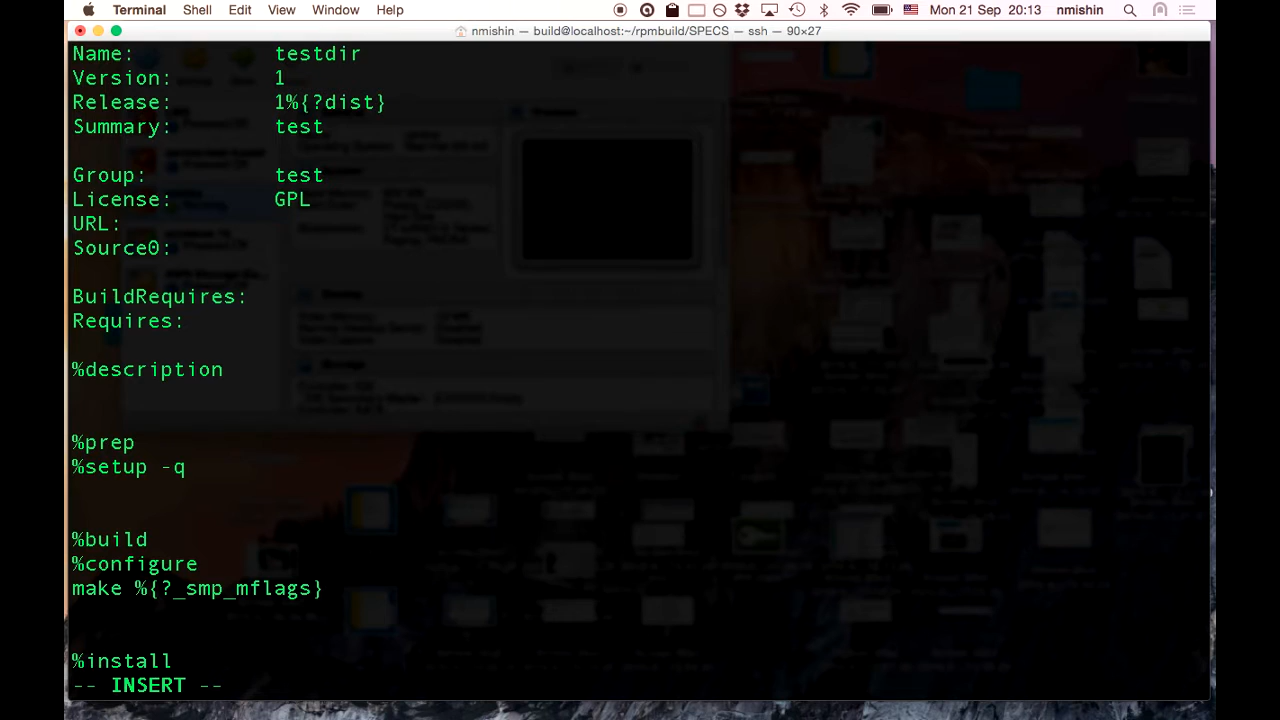 Terminal Shell Edit View Window Help Mon 21 Sep 20:13 nmishin
nmishin — build@localhost:~/rpmbuild/SPECS — ssh — 90×27
Name: testdir
Version: 1
Release: 1%{?dist}
Summary: test
Group: test
License: GPL
URL:
Source0:
BuildRequires:
Requires:
%description
%prep
%setup -q
%build
%configure
make %{?_smp_mflags}
%install
-- INSERT --